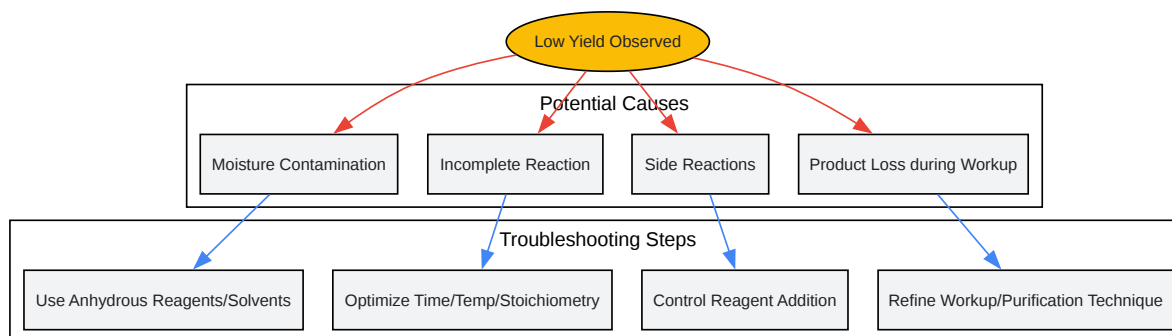 Low Yield Observed
Potential Causes
Moisture Contamination
Incomplete Reaction
Side Reactions
Product Loss during Workup
Troubleshooting Steps
Use Anhydrous Reagents/Solvents
Optimize Time/Temp/Stoichiometry
Control Reagent Addition
Refine Workup/Purification Technique